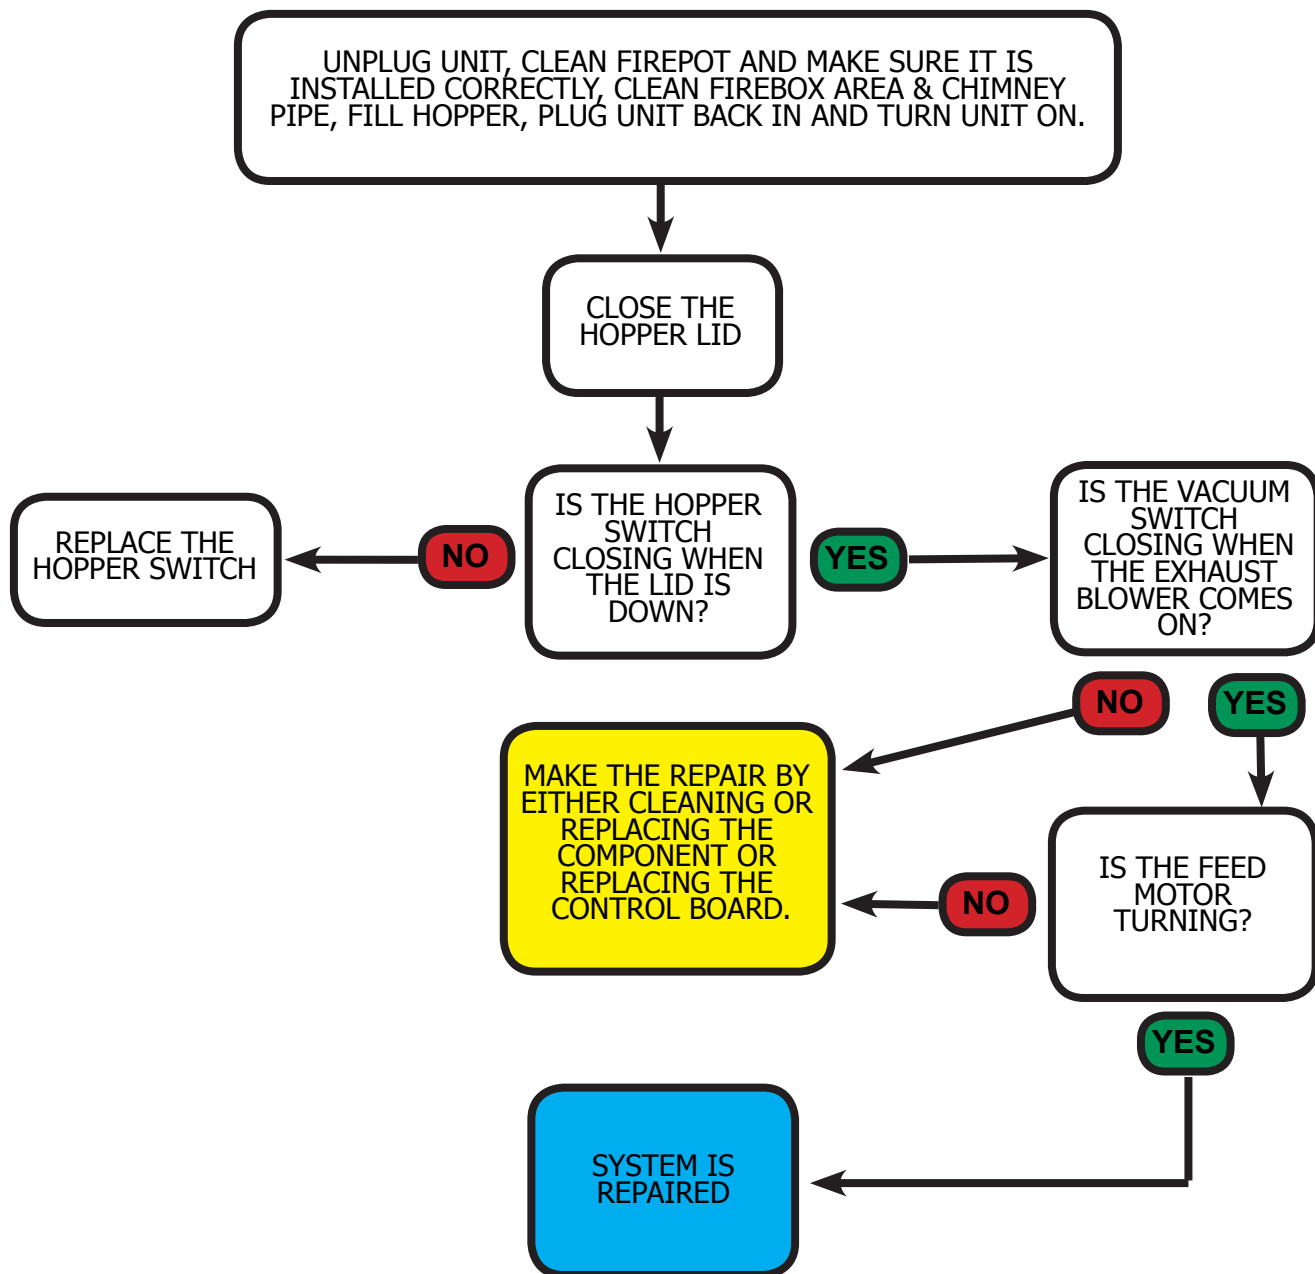 UNPLUG UNIT, CLEAN FIREPOT AND MAKE SURE IT IS
INSTALLED CORRECTLY, CLEAN FIREBOX AREA & CHIMNEY
PIPE, FILL HOPPER, PLUG UNIT BACK IN AND TURN UNIT ON.
CLOSE THE
HOPPER LID
IS THE HOPPER
SWITCH
CLOSING WHEN
THE LID IS
DOWN?
NO
REPLACE THE
HOPPER SWITCH
YES
IS THE VACUUM
SWITCH
CLOSING WHEN
THE EXHAUST
BLOWER COMES
ON?
NO
YES
MAKE THE REPAIR BY
EITHER CLEANING OR
REPLACING THE
COMPONENT OR
REPLACING THE
CONTROL BOARD.
IS THE FEED
MOTOR
TURNING?
NO
YES
SYSTEM IS
REPAIRED